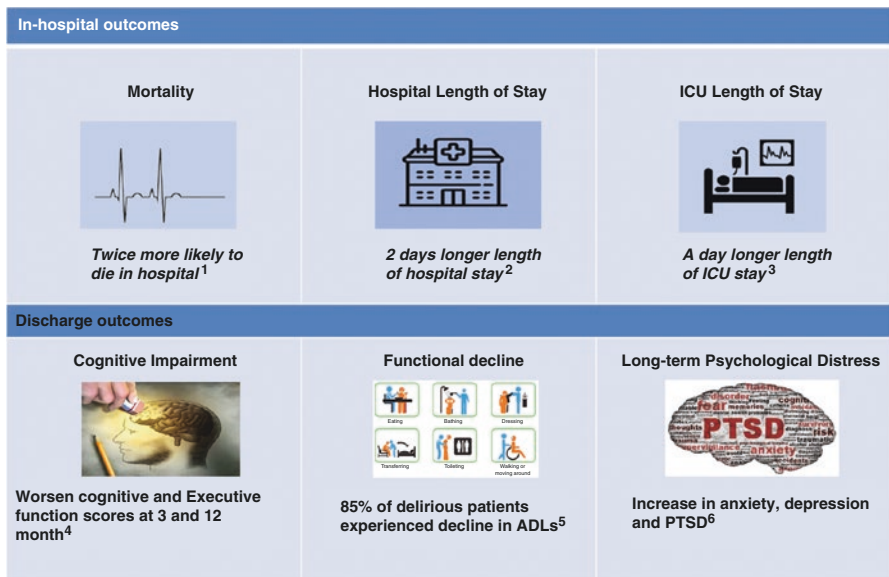 In-hospital outcomes
Mortality
Hospital Length of Stay
ICU Length of Stay
Twice more likely to
die in hospital1
2 days longer length
of hospital stay2
A day longer length
of ICU stay3
Discharge outcomes
Cognitive Impairment
Functional decline
Long-term Psychological Distress
Eating
Bathing
Dressing
Transferring
Toileting
Walking or
moving around
disorder
fear
memories
PTSD
risk
anxiety
Worsen cognitive and Executive
function scores at 3 and 12
month4
85% of delirious patients
experienced decline in ADLs5
Increase in anxiety, depression
and PTSD6